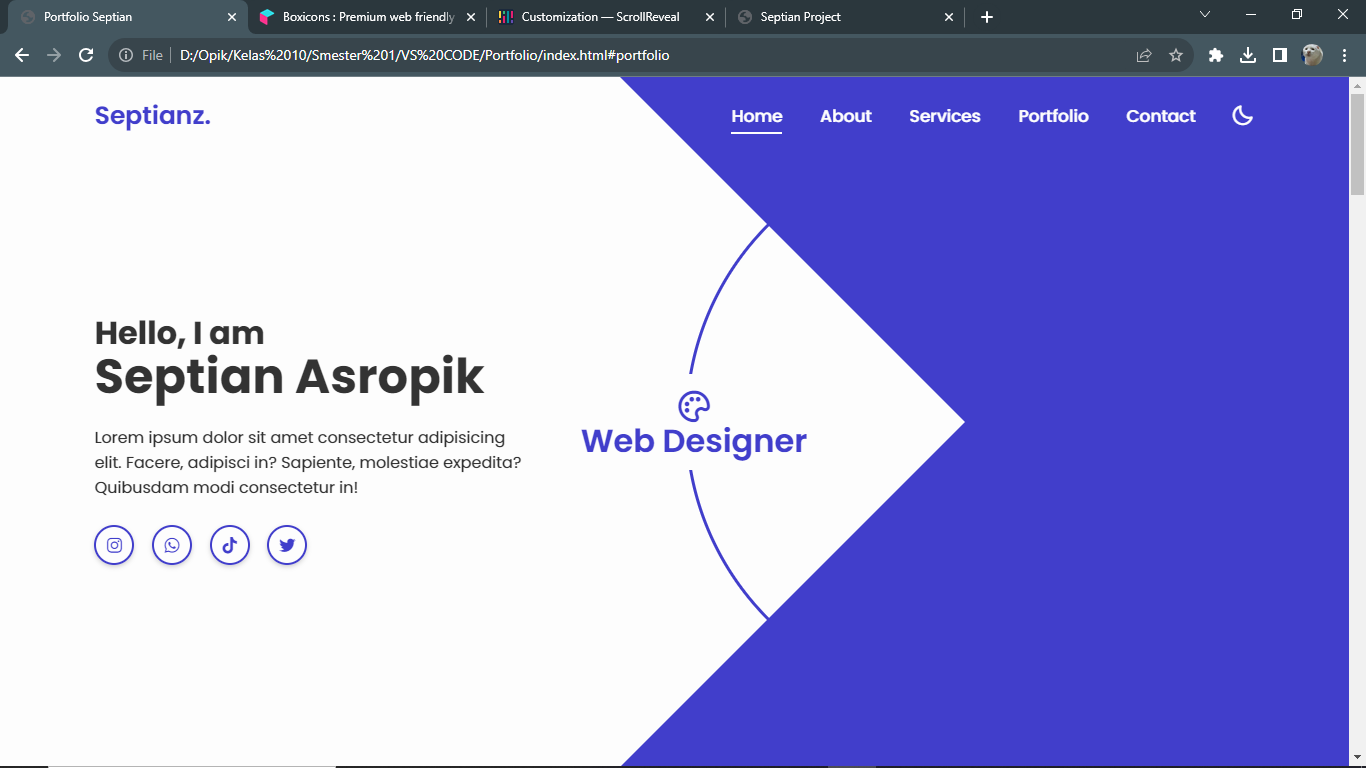 Portfolio Septian
Boxicons : Premium web friendly
Customization — ScrollReveal
Septian Project
File
D:/Opik/Kelas%2010/Smester%201/VS%20CODE/Portfolio/index.html#portfolio
Septianz.
Home About Services Portfolio Contact
Hello, I am
Septian Asropik
Lorem ipsum dolor sit amet consectetur adipisicing
elit. Facere, adipisci in? Sapiente, molestiae expedita?
Quibusdam modi consectetur in!
Web Designer